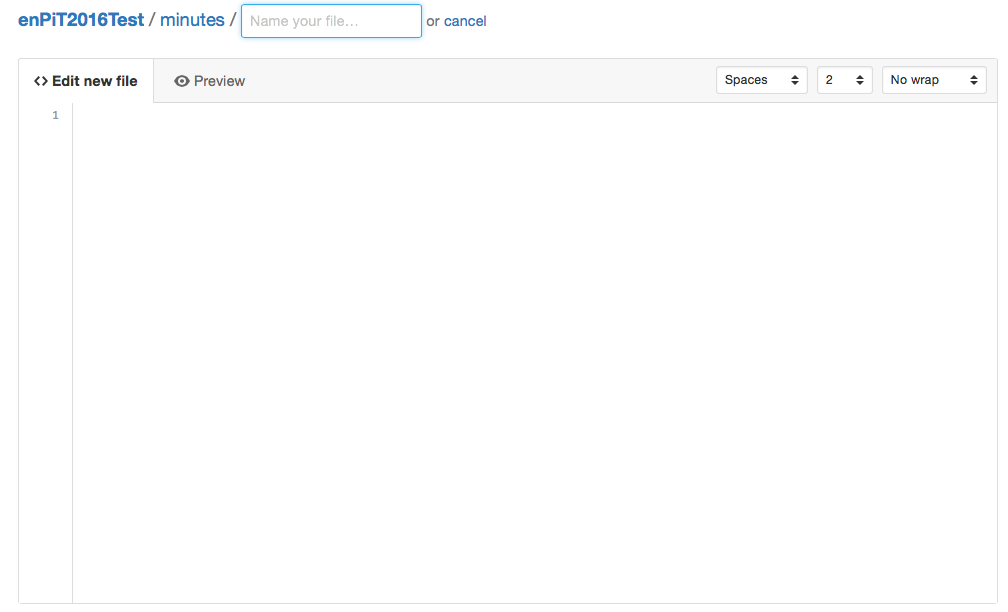 enPiT2016Test / minutes / Name your file... or cancel
<> Edit new file Preview Spaces 2 No wrap
1